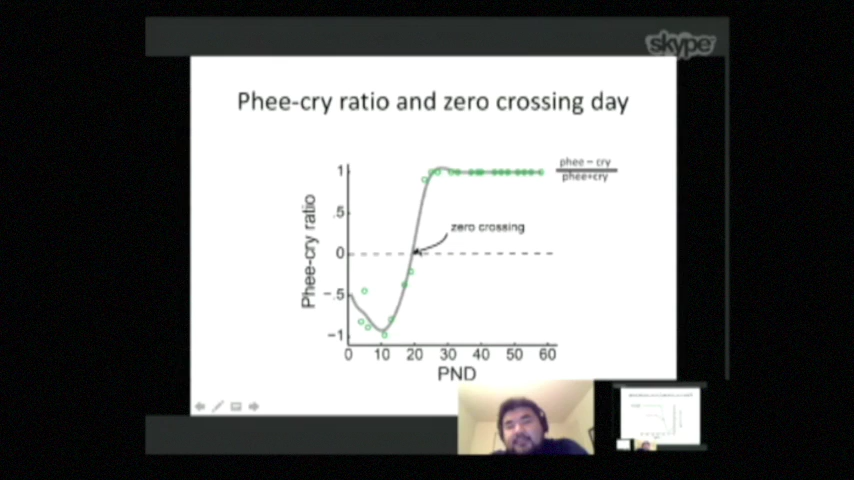 skype
Phee-cry ratio and zero crossing day
phee – cry
phee+cry
zero crossing
Phee-cry ratio
1
.5
0
-.5
-1
0 10 20 30 40 50 60
PND